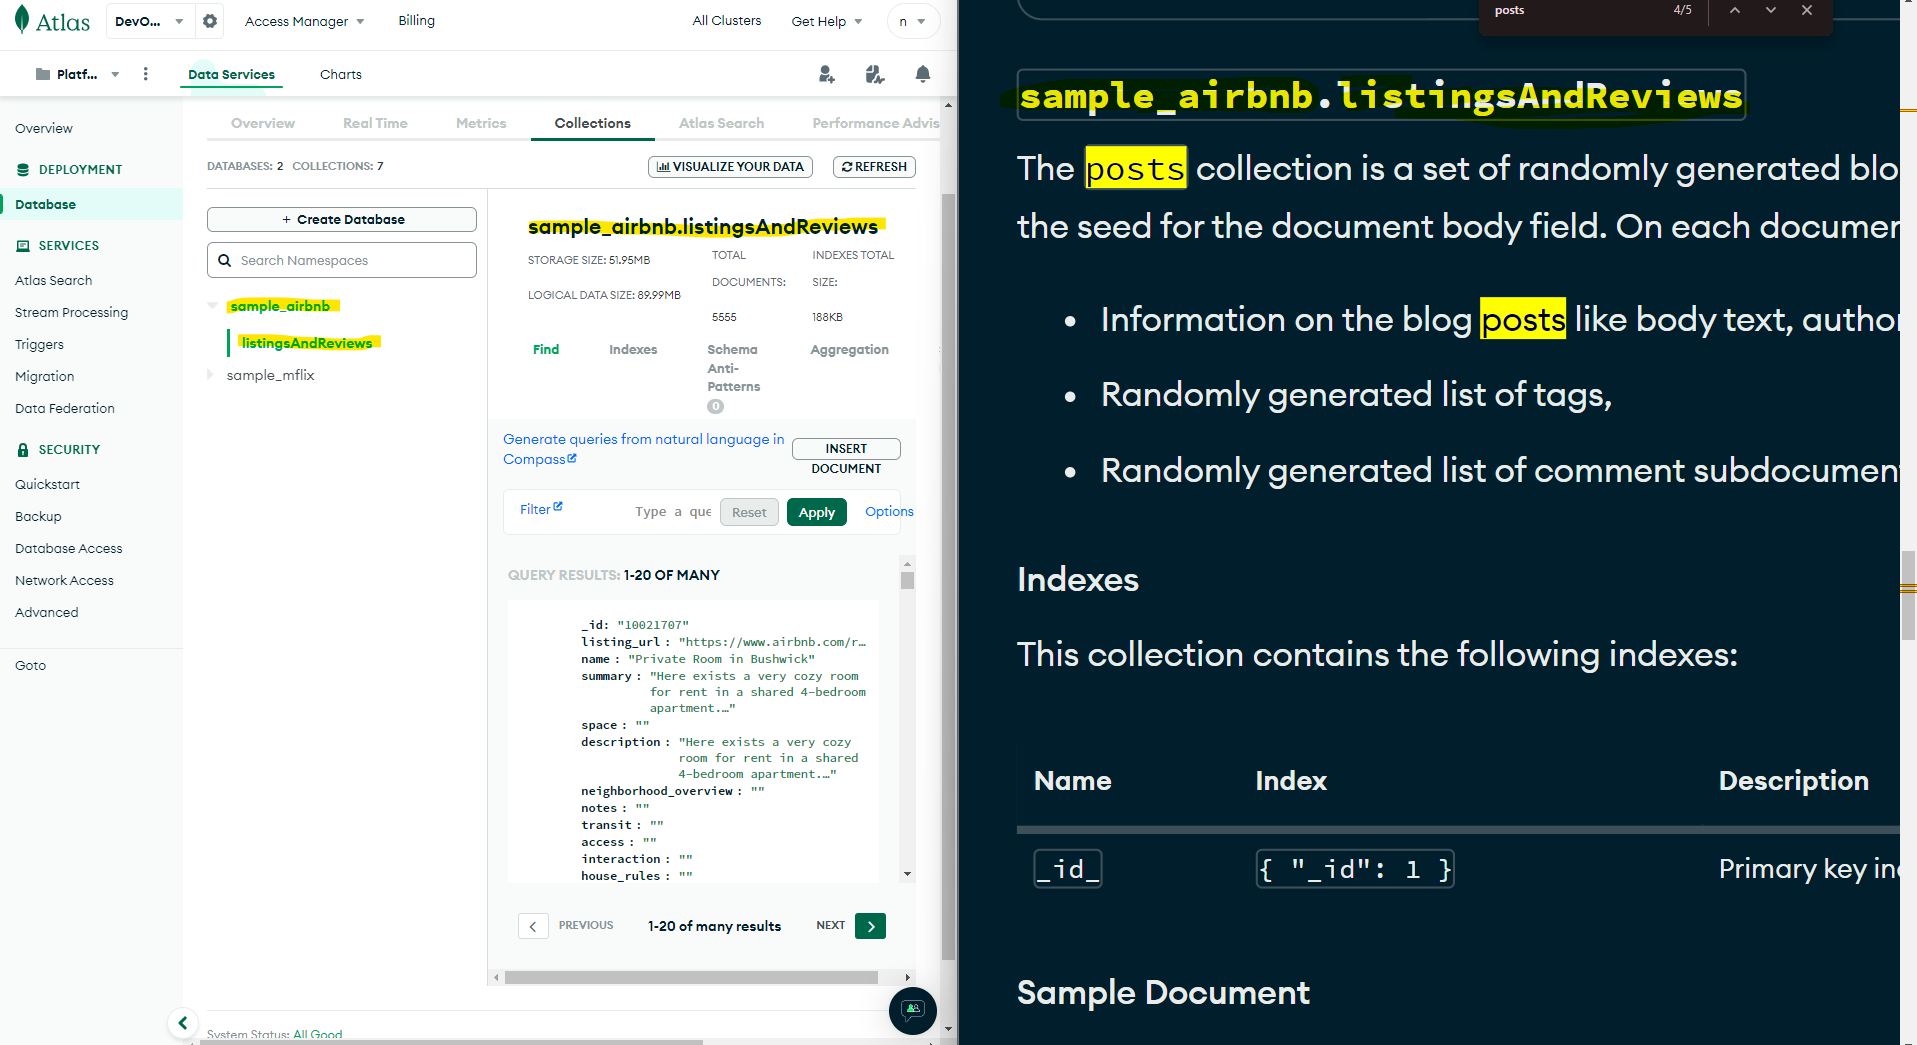 Atlas
DevO...
Access Manager
Billing
All Clusters
Get Help
n
Platf...
Data Services
Charts
Overview
DEPLOYMENT
Database
SERVICES
Atlas Search
Stream Processing
Triggers
Migration
Data Federation
SECURITY
Quickstart
Backup
Database Access
Network Access
Advanced
Goto
Overview
Real Time
Metrics
Collections
Atlas Search
Performance Advis
DATABASES: 2 COLLECTIONS: 7
VISUALIZE YOUR DATA
REFRESH
+ Create Database
Search Namespaces
sample_airbnb
listingsAndReviews
sample_mflix
sample_airbnb.listingsAndReviews
STORAGE SIZE: 51.95MB
LOGICAL DATA SIZE: 89.99MB
TOTAL
DOCUMENTS:
5555
INDEXES TOTAL
SIZE:
188KB
Find
Indexes
Schema
Anti-
Patterns
0
Aggregation
Generate queries from natural language in
Compass
INSERT
DOCUMENT
Filter
Type a que
Reset
Apply
Options
QUERY RESULTS: 1-20 OF MANY
_id: "10021707"
listing_url : "https://www.airbnb.com/r…
name : "Private Room in Bushwick"
summary : "Here exists a very cozy room
for rent in a shared 4-bedroom
apartment.…"
space : ""
description : "Here exists a very cozy
room for rent in a shared
4-bedroom apartment.…"
neighborhood_overview : ""
notes : ""
transit : ""
access : ""
interaction : ""
house_rules : ""
PREVIOUS
1-20 of many results
NEXT
System Status: All Good
posts
4/5
sample_airbnb.listingsAndReviews
The posts collection is a set of randomly generated blo
the seed for the document body field. On each documen
• Information on the blog posts like body text, author
• Randomly generated list of tags,
• Randomly generated list of comment subdocument
Indexes
This collection contains the following indexes:
Name Index Description
_id_ { "_id": 1 } Primary key in
Sample Document